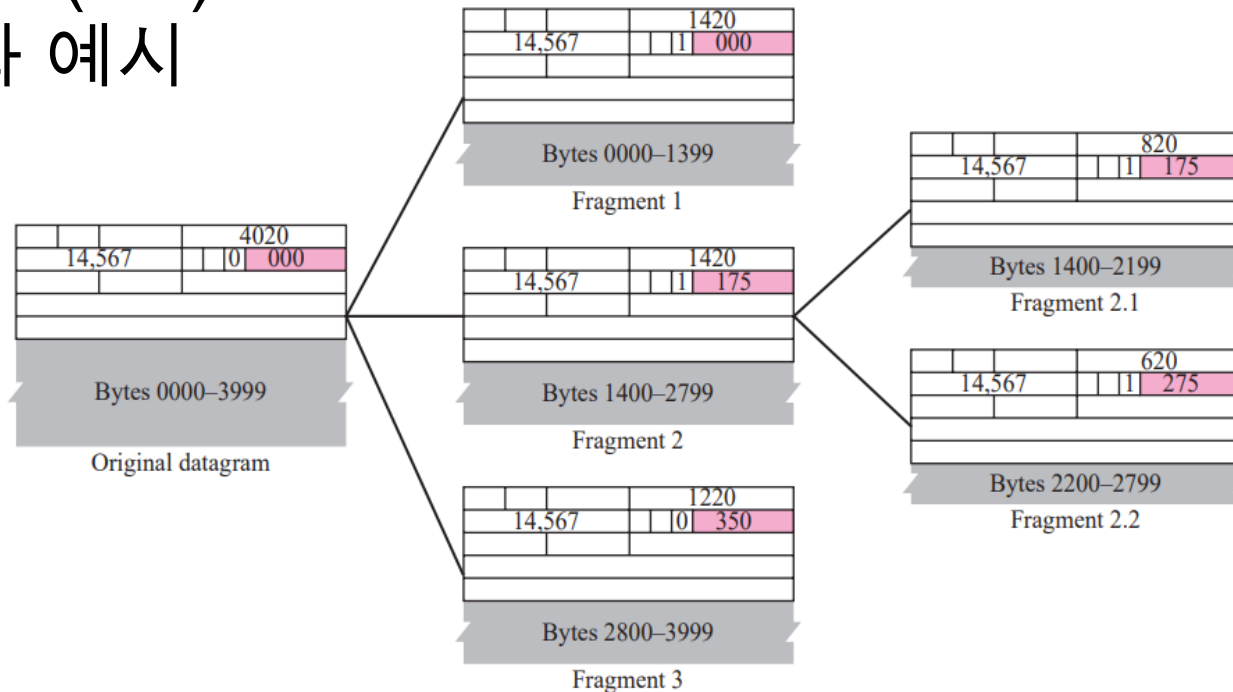 예시
4020
14,567 0 000
Bytes 0000–3999
Original datagram
1420
14,567 1 000
Bytes 0000–1399
Fragment 1
1420
14,567 1 175
Bytes 1400–2799
Fragment 2
1220
14,567 0 350
Bytes 2800–3999
Fragment 3
820
14,567 1 175
Bytes 1400–2199
Fragment 2.1
620
14,567 1 275
Bytes 2200–2799
Fragment 2.2